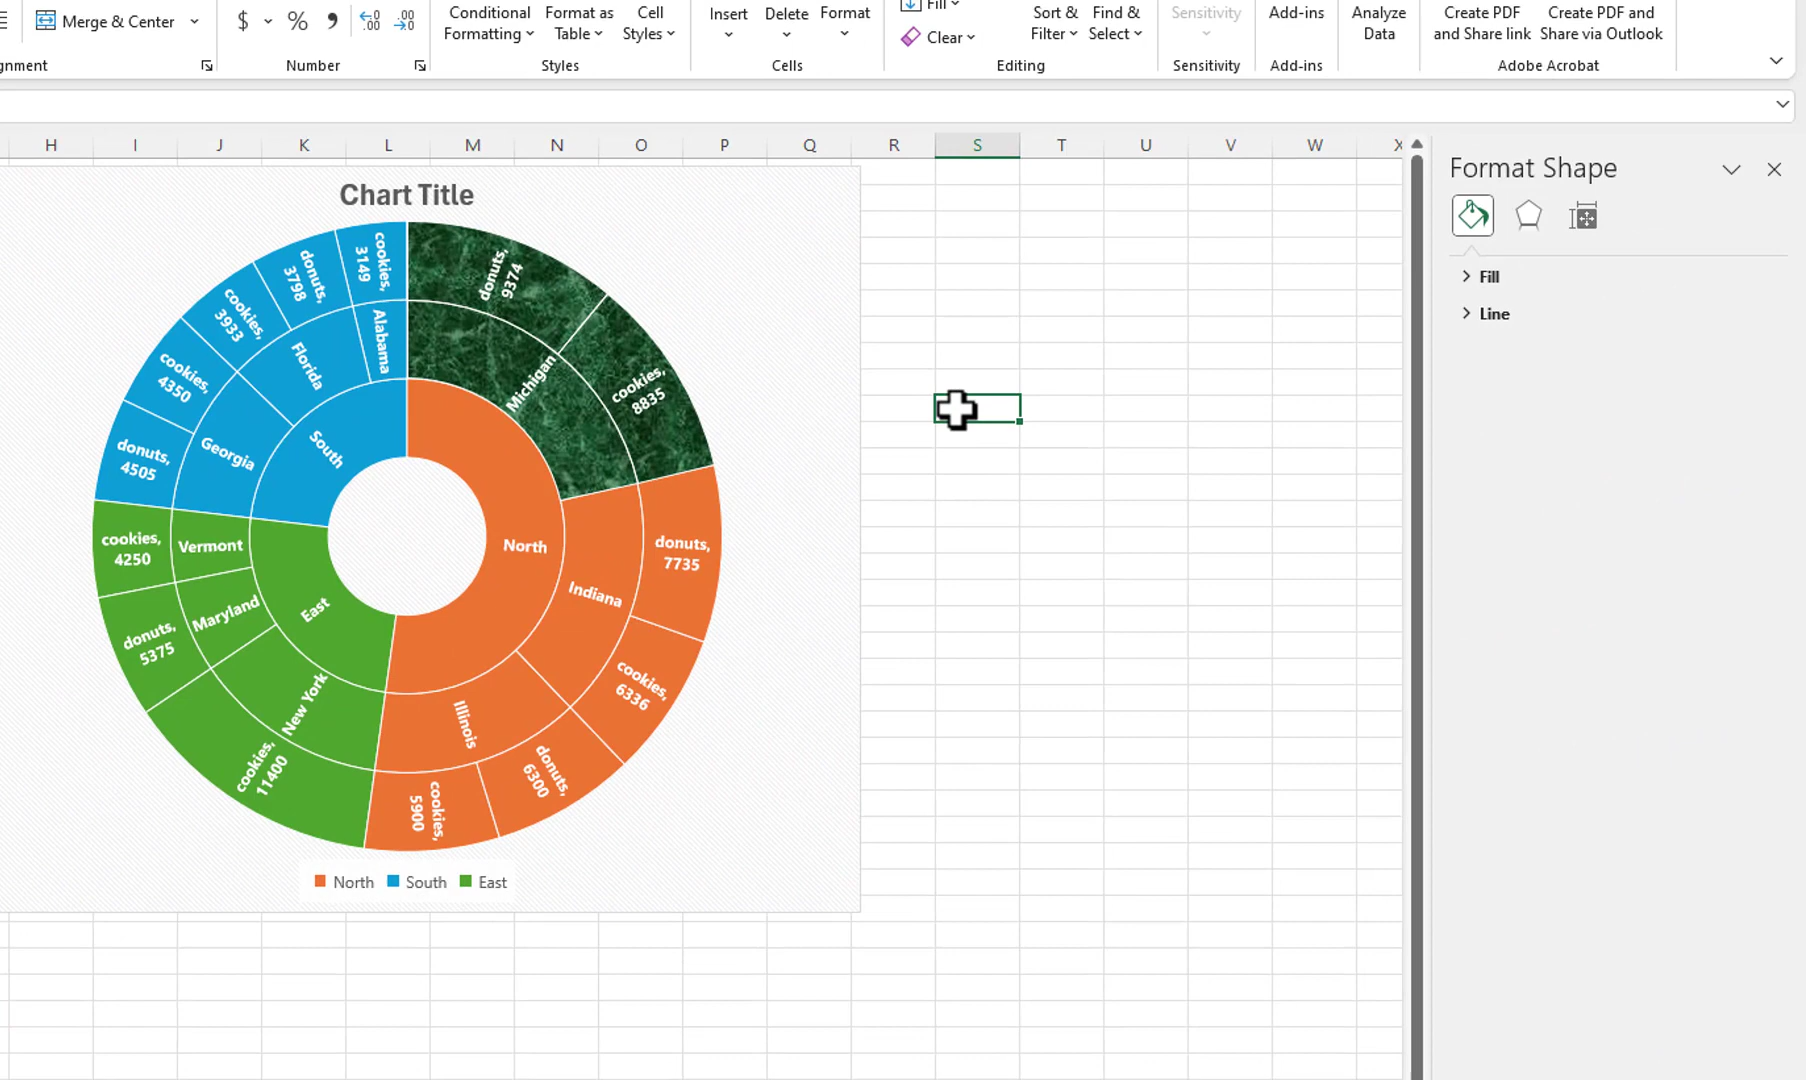 Merge & Center
$ % 9 .00
Conditional
Formatting
Format as
Table
Cell
Styles
Insert
Delete
Format
Fill
Clear
Sort &
Filter
Find &
Select
Sensitivity
Add-ins
Analyze
Data
Create PDF
and Share link
Create PDF and
Share via Outlook
nment
Number
Styles
Cells
Editing
Sensitivity
Add-ins
Adobe Acrobat
H I J K L M N O P Q R S T U V W X
Format Shape
Fill
Line
Chart Title
cookies,
3149
donuts,
3798
cookies,
3933
cookies,
4350
donuts,
4505
cookies,
4250
donuts,
5375
cookies,
11400
cookies,
5900
donuts,
6300
cookies,
6336
donuts,
7735
cookies,
8835
donuts,
9374
Alabama
Florida
Georgia
Vermont
Maryland
New York
Illinois
Indiana
Michigan
South
East
North
North South East